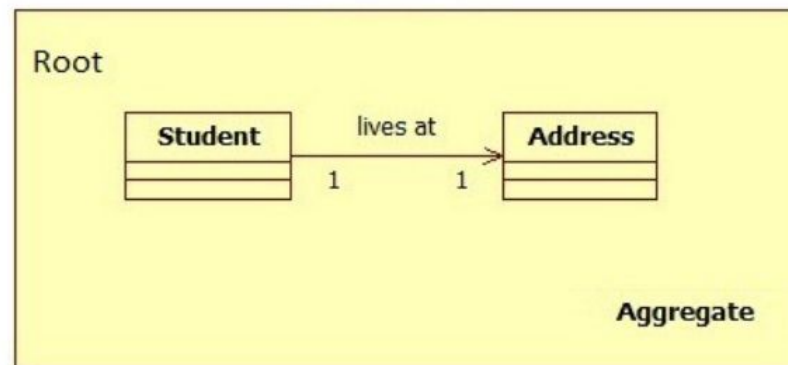 Root
Student
lives at
Address
1
1
Aggregate